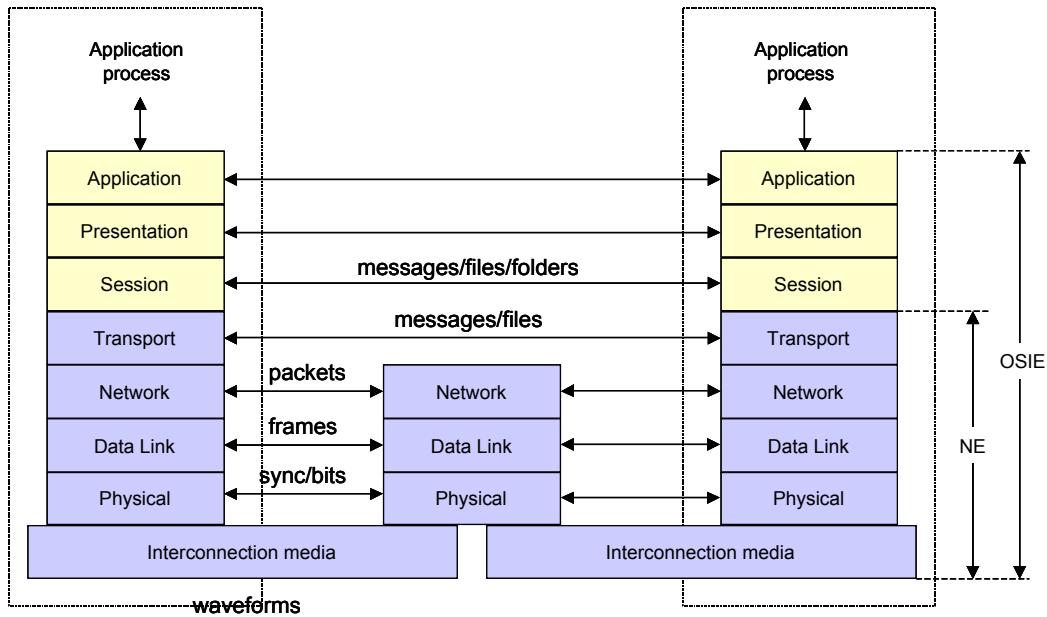 Application
process
Application
process
Application
Application
Presentation
Presentation
messages/files/folders
Session
Session
messages/files
Transport
Transport
OSIE
packets
Network
Network
Network
frames
Data Link
Data Link
Data Link
NE
sync/bits
Physical
Physical
Physical
Interconnection media
Interconnection media
waveforms